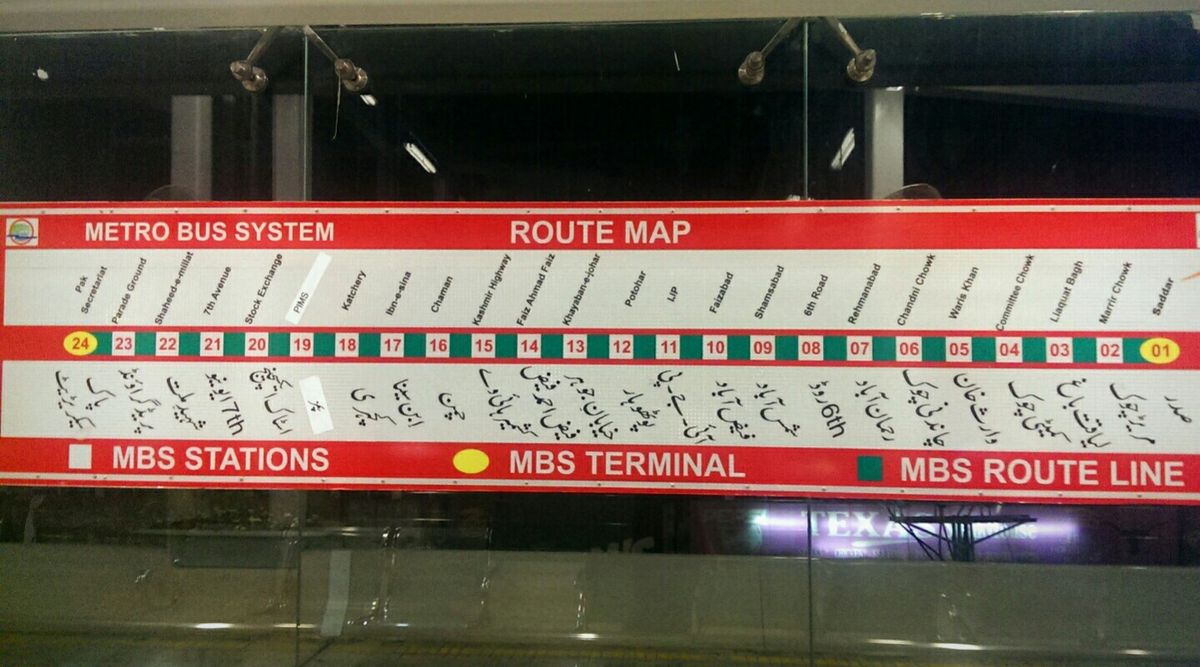 METRO BUS SYSTEM
ROUTE MAP
Pak
Secretariat
Parade Ground
Shaheed-e-millat
7th Avenue
Stock Exchange
PIMS
Katchery
Ibn-e-sina
Chaman
Kashmir Highway
Faiz Ahmad Faiz
Khayaban-e-johar
Potohar
IJP
Faizabad
Shamsabad
6th Road
Rehmanabad
Chandni Chowk
Waris Khan
Committee Chowk
Liaquat Bagh
Marrir Chowk
Saddar
24 23 22 21 20 19 18 17 16 15 14 13 12 11 10 09 08 07 06 05 04 03 02 01
پاک
سیکریٹریٹ
پریڈ گراؤنڈ
شہید ملت
7th ایونیو
اسٹاک ایکسچینج
کچہری
ابن سینا
چمن
کشمیر ہائی وے
فیض احمد فیض
خیابان جوہر
پوٹھوہار
آئی جے پی
فیض آباد
شمس آباد
6th روڈ
رحمان آباد
چاندنی چوک
وارث خان
کمیٹی چوک
لیاقت باغ
مریڑ چوک
صدر
MBS STATIONS
MBS TERMINAL
MBS ROUTE LINE
TEXA